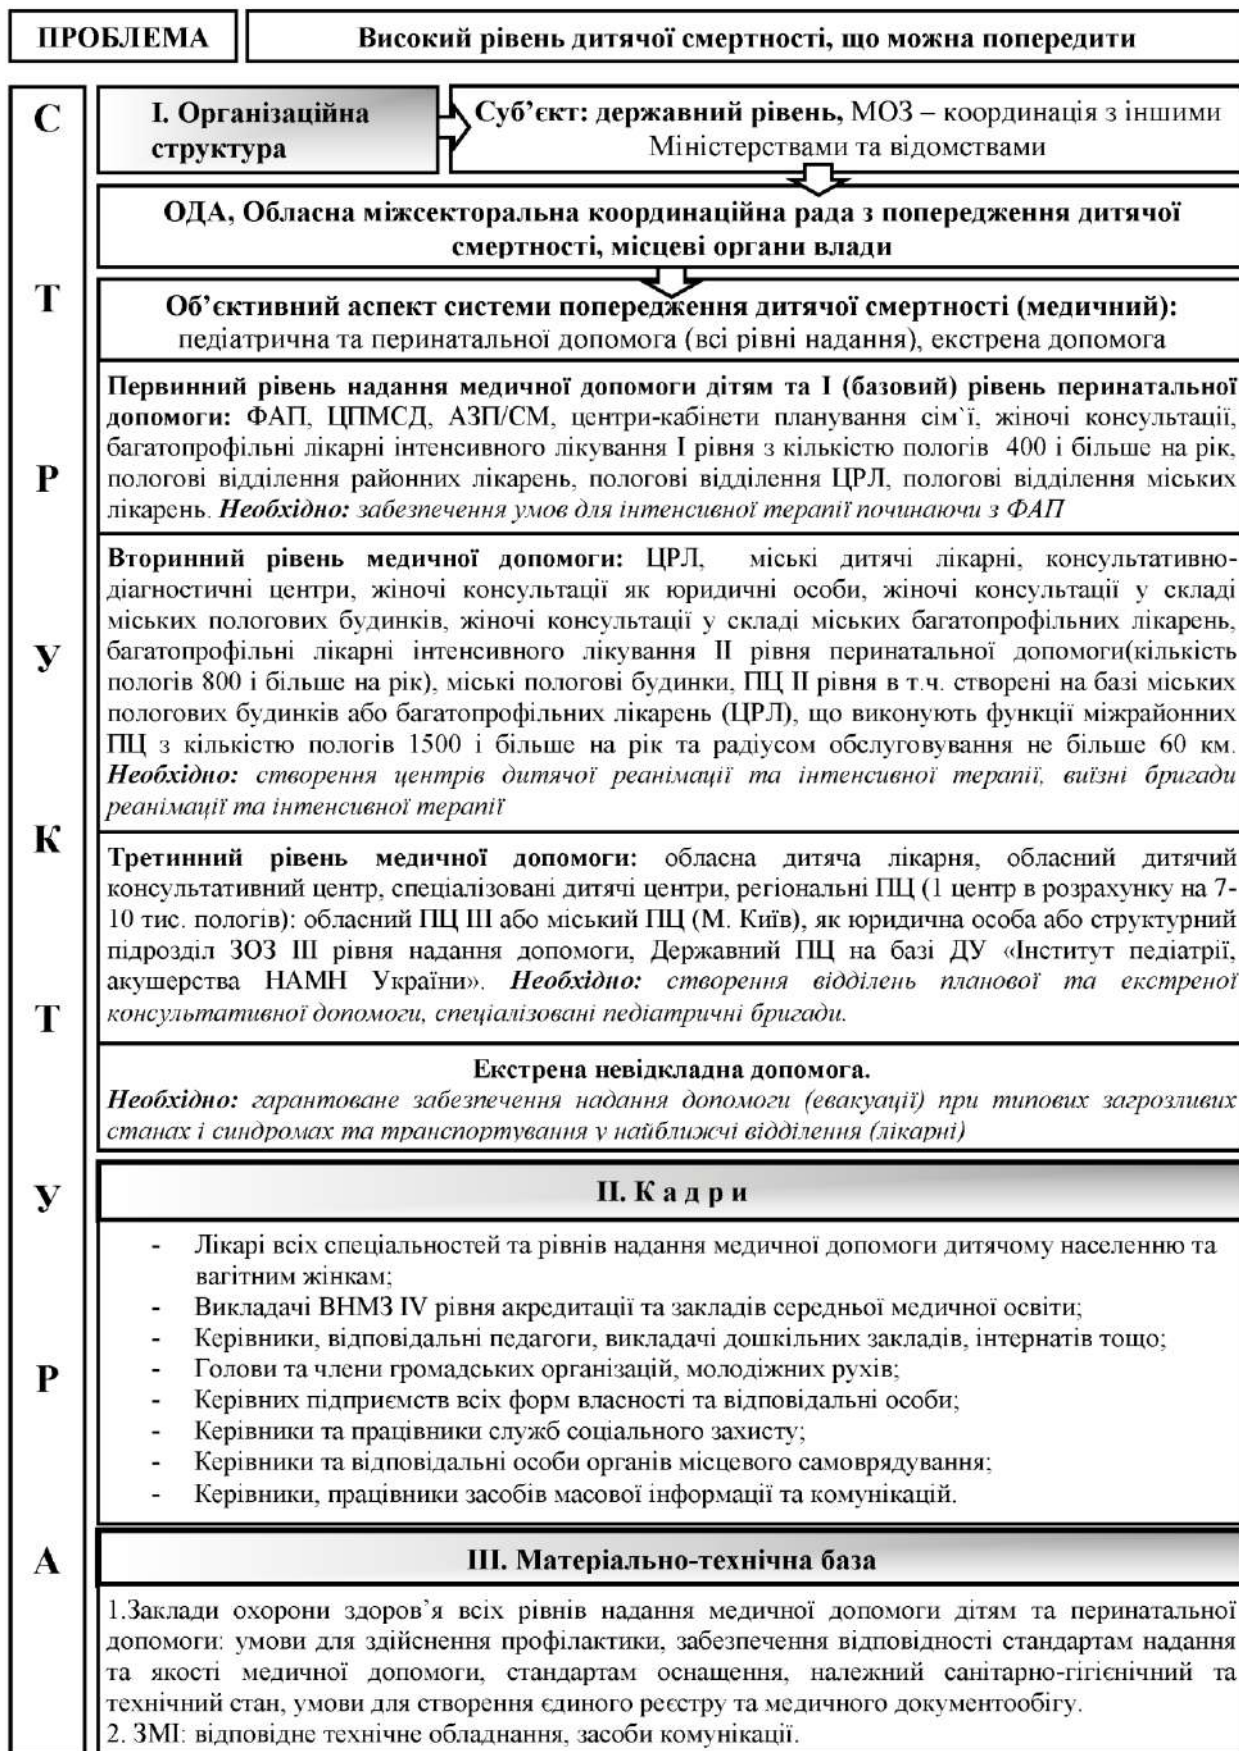 ПРОБЛЕМА
Високий рівень дитячої смертності, що можна попередити
С
Т
Р
У
К
Т
У
Р
А
І. Організаційна
структура
Суб’єкт: державний рівень, МОЗ – координація з іншими
Міністерствами та відомствами
ОДА, Обласна міжсекторальна координаційна рада з попередження дитячої
смертності, місцеві органи влади
Об’єктивний аспект системи попередження дитячої смертності (медичний):
педіатрична та перинатальної допомога (всі рівні надання), екстрена допомога
Первинний рівень надання медичної допомоги дітям та І (базовий) рівень перинатальної
допомоги: ФАП, ЦПМСД, АЗП/СМ, центри-кабінети планування сім`ї, жіночі консультації,
багатопрофільні лікарні інтенсивного лікування І рівня з кількістю пологів 400 і більше на рік,
пологові відділення районних лікарень, пологові відділення ЦРЛ, пологові відділення міських
лікарень. Необхідно: забезпечення умов для інтенсивної терапії починаючи з ФАП
Вторинний рівень медичної допомоги: ЦРЛ, міські дитячі лікарні, консультативно-
діагностичні центри, жіночі консультації як юридичні особи, жіночі консультації у складі
міських пологових будинків, жіночі консультації у складі міських багатопрофільних лікарень,
багатопрофільні лікарні інтенсивного лікування ІІ рівня перинатальної допомоги(кількість
пологів 800 і більше на рік), міські пологові будинки, ПЦ ІІ рівня в т.ч. створені на базі міських
пологових будинків або багатопрофільних лікарень (ЦРЛ), що виконують функції міжрайонних
ПЦ з кількістю пологів 1500 і більше на рік та радіусом обслуговування не більше 60 км.
Необхідно: створення центрів дитячої реанімації та інтенсивної терапії, виїзні бригади
реанімації та інтенсивної терапії
Третинний рівень медичної допомоги: обласна дитяча лікарня, обласний дитячий
консультативний центр, спеціалізовані дитячі центри, регіональні ПЦ (1 центр в розрахунку на 7-
10 тис. пологів): обласний ПЦ ІІІ або міський ПЦ (М. Київ), як юридична особа або структурний
підрозділ ЗОЗ ІІІ рівня надання допомоги, Державний ПЦ на базі ДУ «Інститут педіатрії,
акушерства НАМН України». Необхідно: створення відділень планової та екстреної
консультативної допомоги, спеціалізовані педіатричні бригади.
Екстрена невідкладна допомога.
Необхідно: гарантоване забезпечення надання допомоги (евакуації) при типових загрозливих
станах і синдромах та транспортування у найближчі відділення (лікарні)
ІІ. К а д р и
- Лікарі всіх спеціальностей та рівнів надання медичної допомоги дитячому населенню та
вагітним жінкам;
- Викладачі ВНМЗ IV рівня акредитації та закладів середньої медичної освіти;
- Керівники, відповідальні педагоги, викладачі дошкільних закладів, інтернатів тощо;
- Голови та члени громадських організацій, молодіжних рухів;
- Керівних підприємств всіх форм власності та відповідальні особи;
- Керівники та працівники служб соціального захисту;
- Керівники та відповідальні особи органів місцевого самоврядування;
- Керівники, працівники засобів масової інформації та комунікацій.
ІІІ. Матеріально-технічна база
1.Заклади охорони здоров’я всіх рівнів надання медичної допомоги дітям та перинатальної
допомоги: умови для здійснення профілактики, забезпечення відповідності стандартам надання
та якості медичної допомоги, стандартам оснащення, належний санітарно-гігієнічний та
технічний стан, умови для створення єдиного реєстру та медичного документообігу.
2. ЗМІ: відповідне технічне обладнання, засоби комунікації.